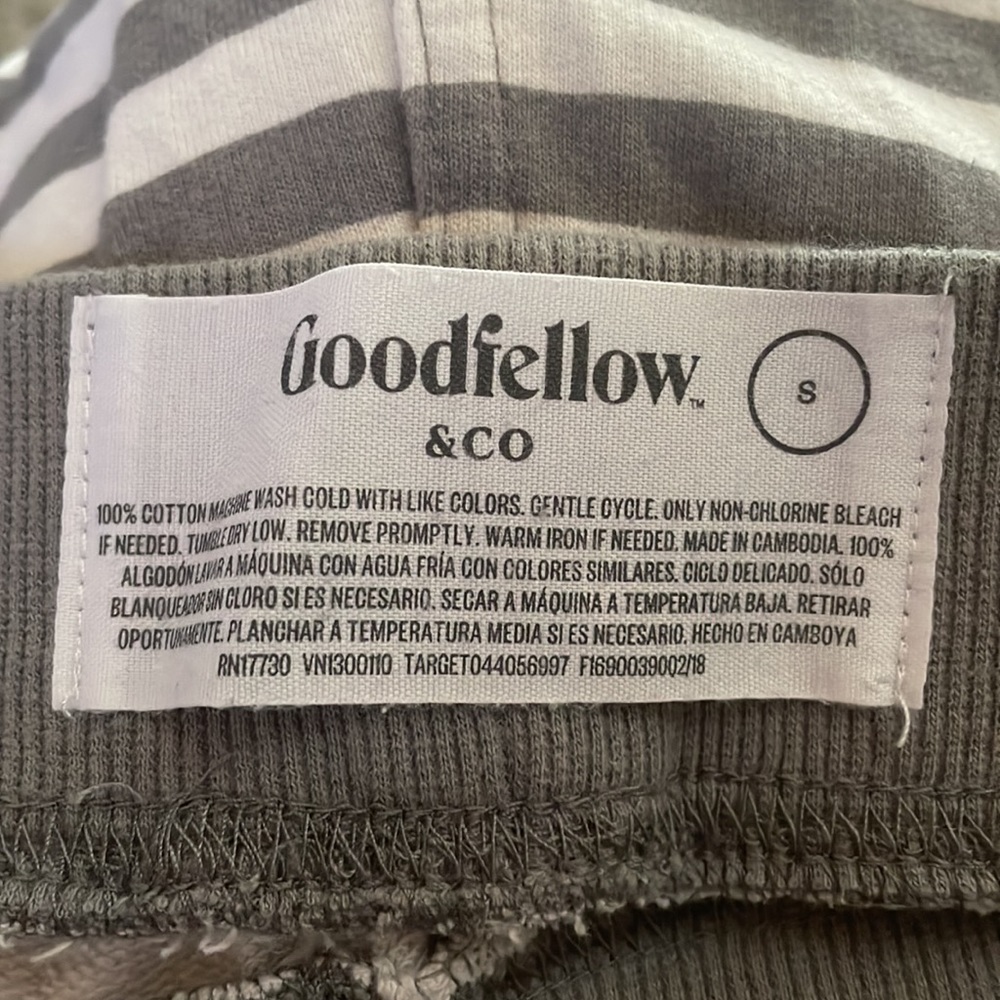 Goodfellow™
&CO
S
100% COTTON MACHINE WASH COLD WITH LIKE COLORS. GENTLE CYCLE. ONLY NON-CHLORINE BLEACH
IF NEEDED. TUMBLE DRY LOW. REMOVE PROMPTLY. WARM IRON IF NEEDED. MADE IN CAMBODIA. 100%
ALGODÓN LAVAR A MÁQUINA CON AGUA FRÍA CON COLORES SIMILARES. CICLO DELICADO. SÓLO
BLANQUEADOR SIN CLORO SI ES NECESARIO. SECAR A MÁQUINA A TEMPERATURA BAJA. RETIRAR
OPORTUNAMENTE. PLANCHAR A TEMPERATURA MEDIA SI ES NECESARIO. HECHO EN CAMBOYA
RN17730 VN1300110 TARGET044056997 F1690039002/18